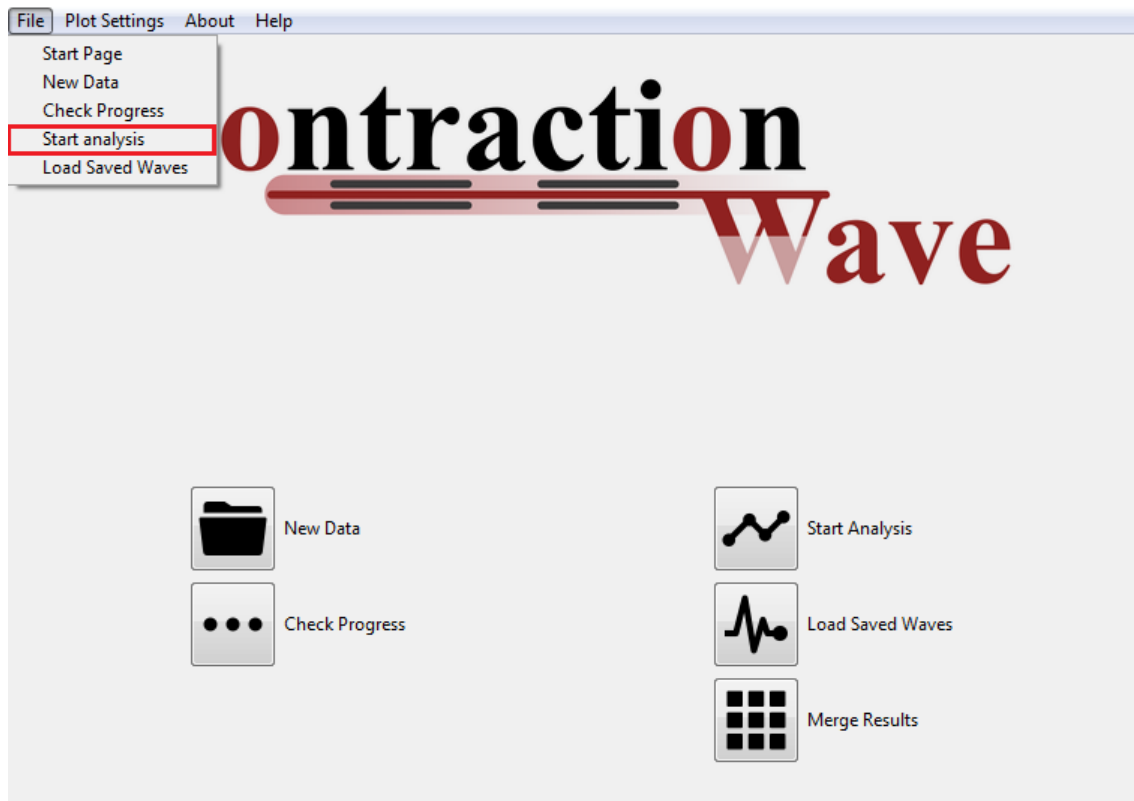 File Plot Settings About Help
Start Page
New Data
Check Progress
Start analysis
Load Saved Waves
ontraction
Wave
New Data
Start Analysis
Check Progress
Load Saved Waves
Merge Results